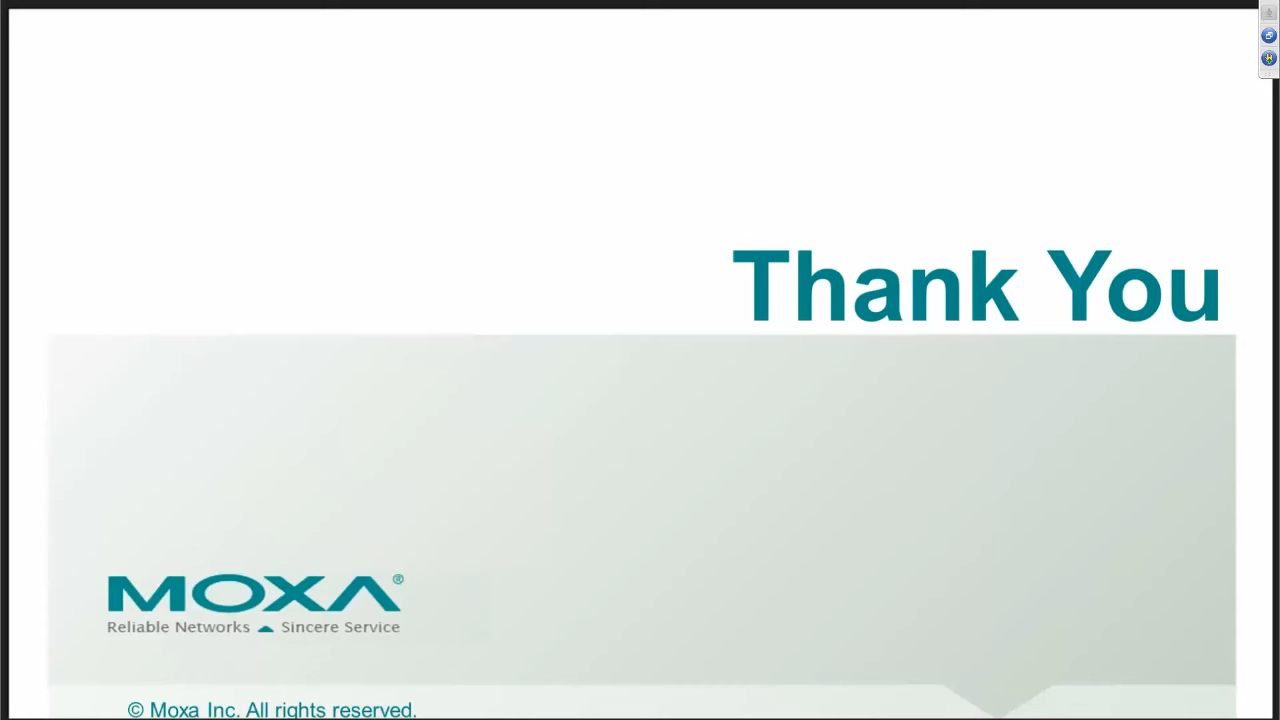 Thank You
MOXA®
Reliable Networks ▲ Sincere Service
© Moxa Inc. All rights reserved.